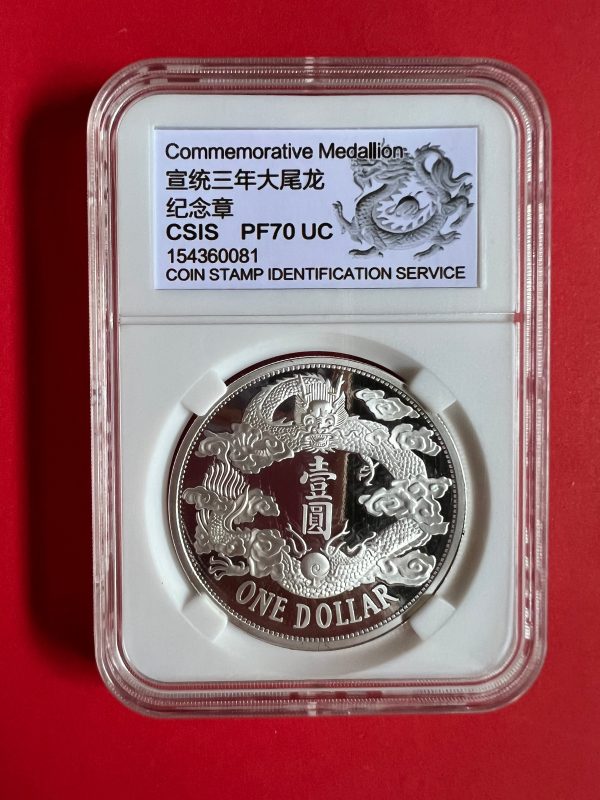 Commemorative Medallion
宣统三年大尾龙
纪念章
CSIS PF70 UC
154360081
COIN STAMP IDENTIFICATION SERVICE
壹
圓
ONE DOLLAR